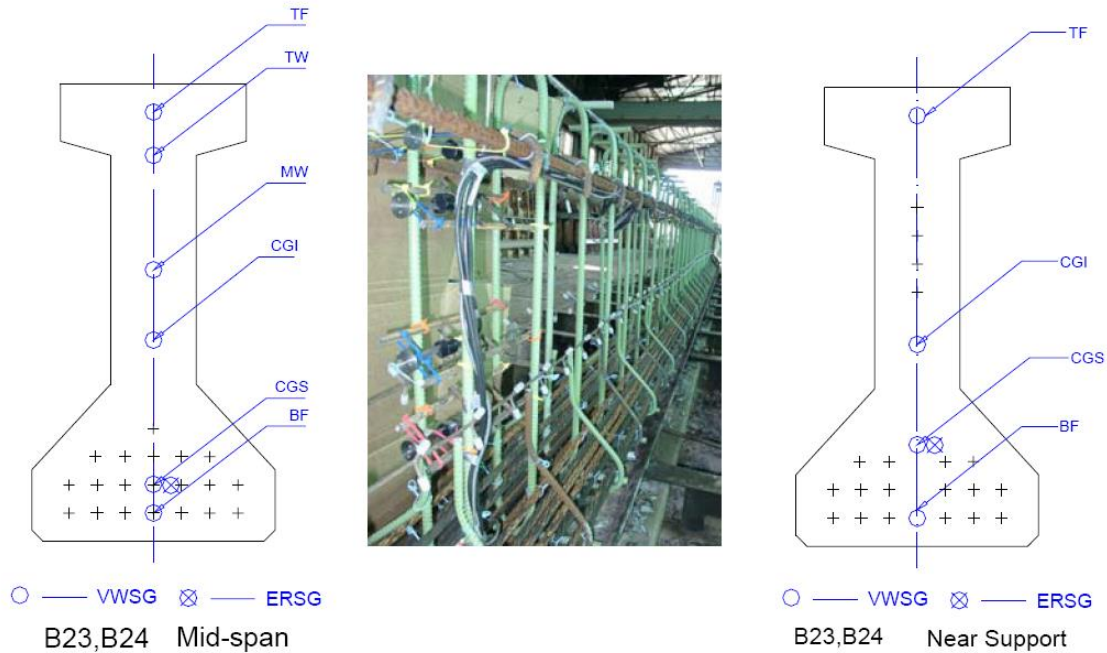 TF
TW
MW
CGI
CGS
BF
VWSG
ERSG
B23,B24 Mid-span
TF
CGI
CGS
BF
VWSG
ERSG
B23,B24 Near Support